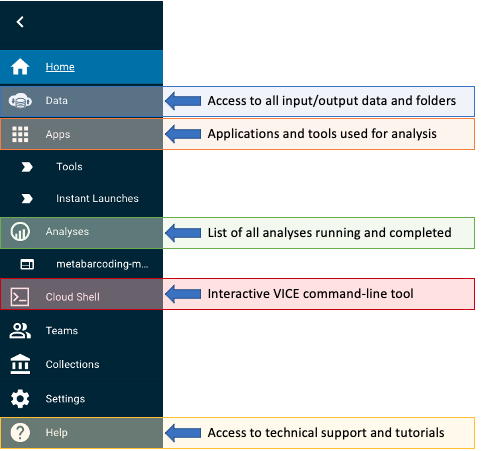 Home
Data
Access to all input/output data and folders
Apps
Applications and tools used for analysis
Tools
Instant Launches
Analyses
List of all analyses running and completed
metabarcoding-m...
Cloud Shell
Interactive VICE command-line tool
Teams
Collections
Settings
Help
Access to technical support and tutorials